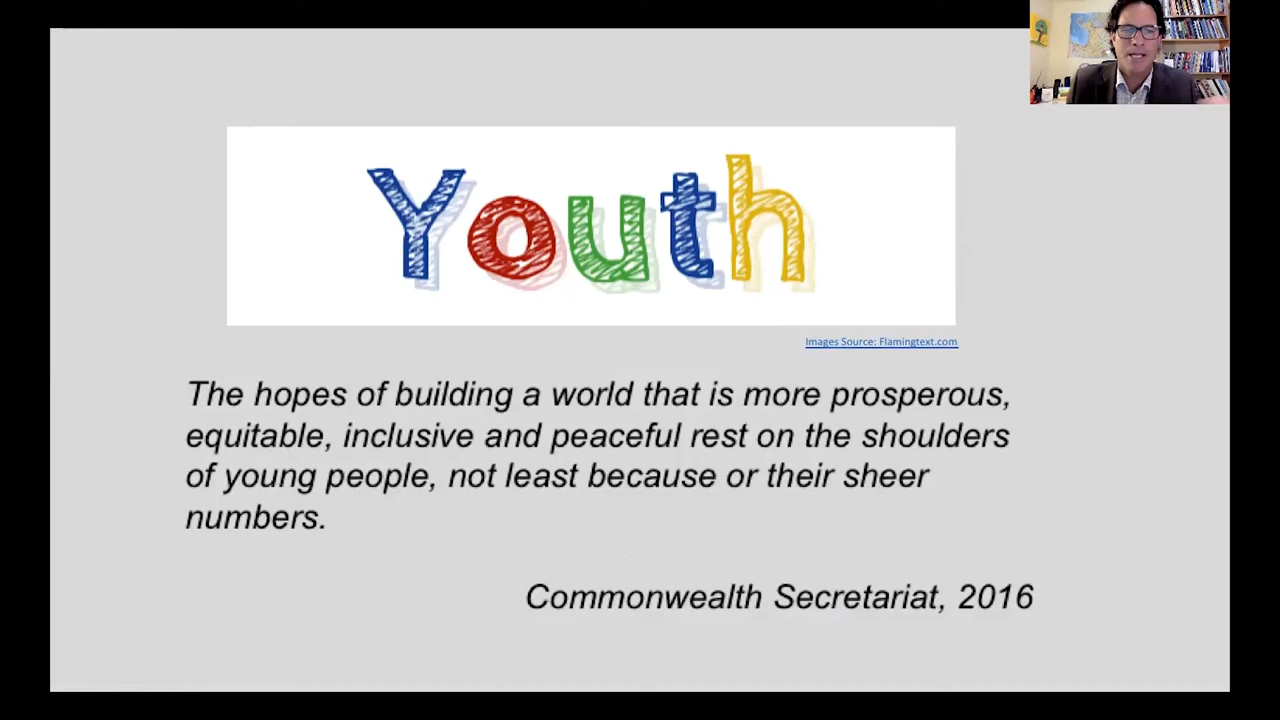 Youth
Images Source: Flamingtext.com
The hopes of building a world that is more prosperous,
equitable, inclusive and peaceful rest on the shoulders
of young people, not least because or their sheer
numbers.
Commonwealth Secretariat, 2016